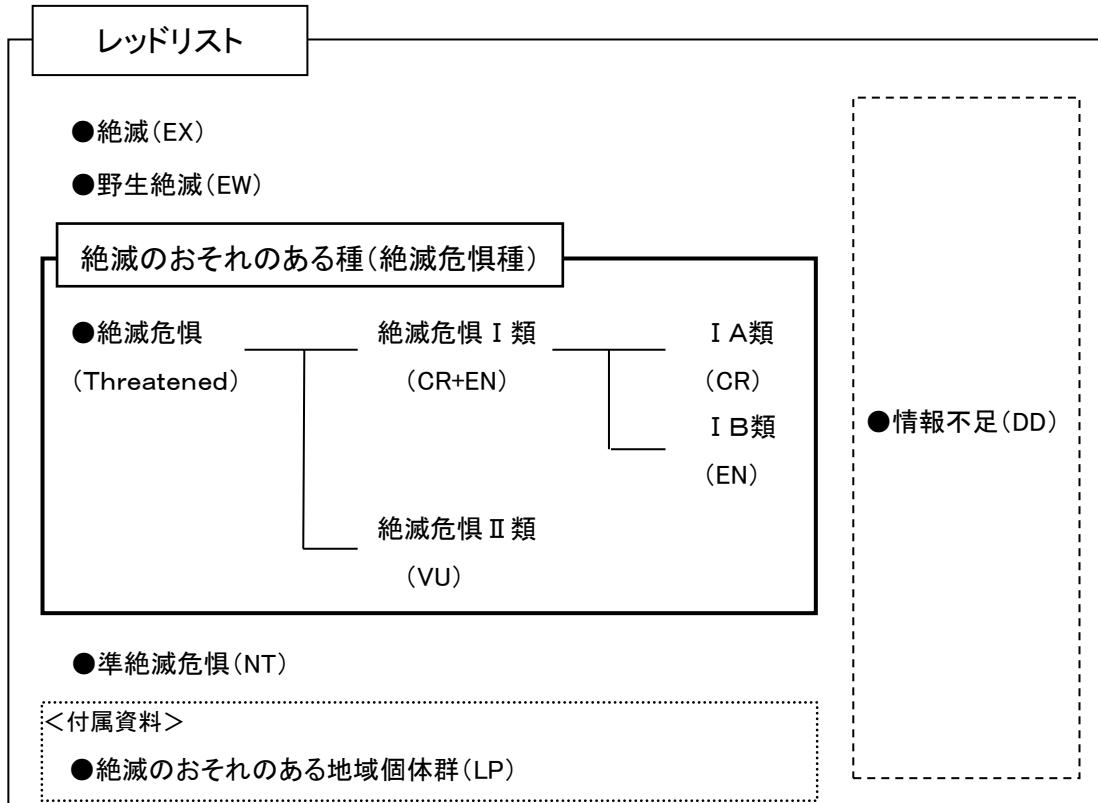 レッドリスト
●絶滅(EX)
●野生絶滅(EW)
絶滅のおそれのある種(絶滅危惧種)
●絶滅危惧 絶滅危惧Ⅰ類 ⅠA類
(Threatened) (CR+EN) (CR)
ⅠB類
(EN)
絶滅危惧Ⅱ類
(VU)
●準絶滅危惧(NT)
<付属資料>
●絶滅のおそれのある地域個体群(LP)
●情報不足(DD)